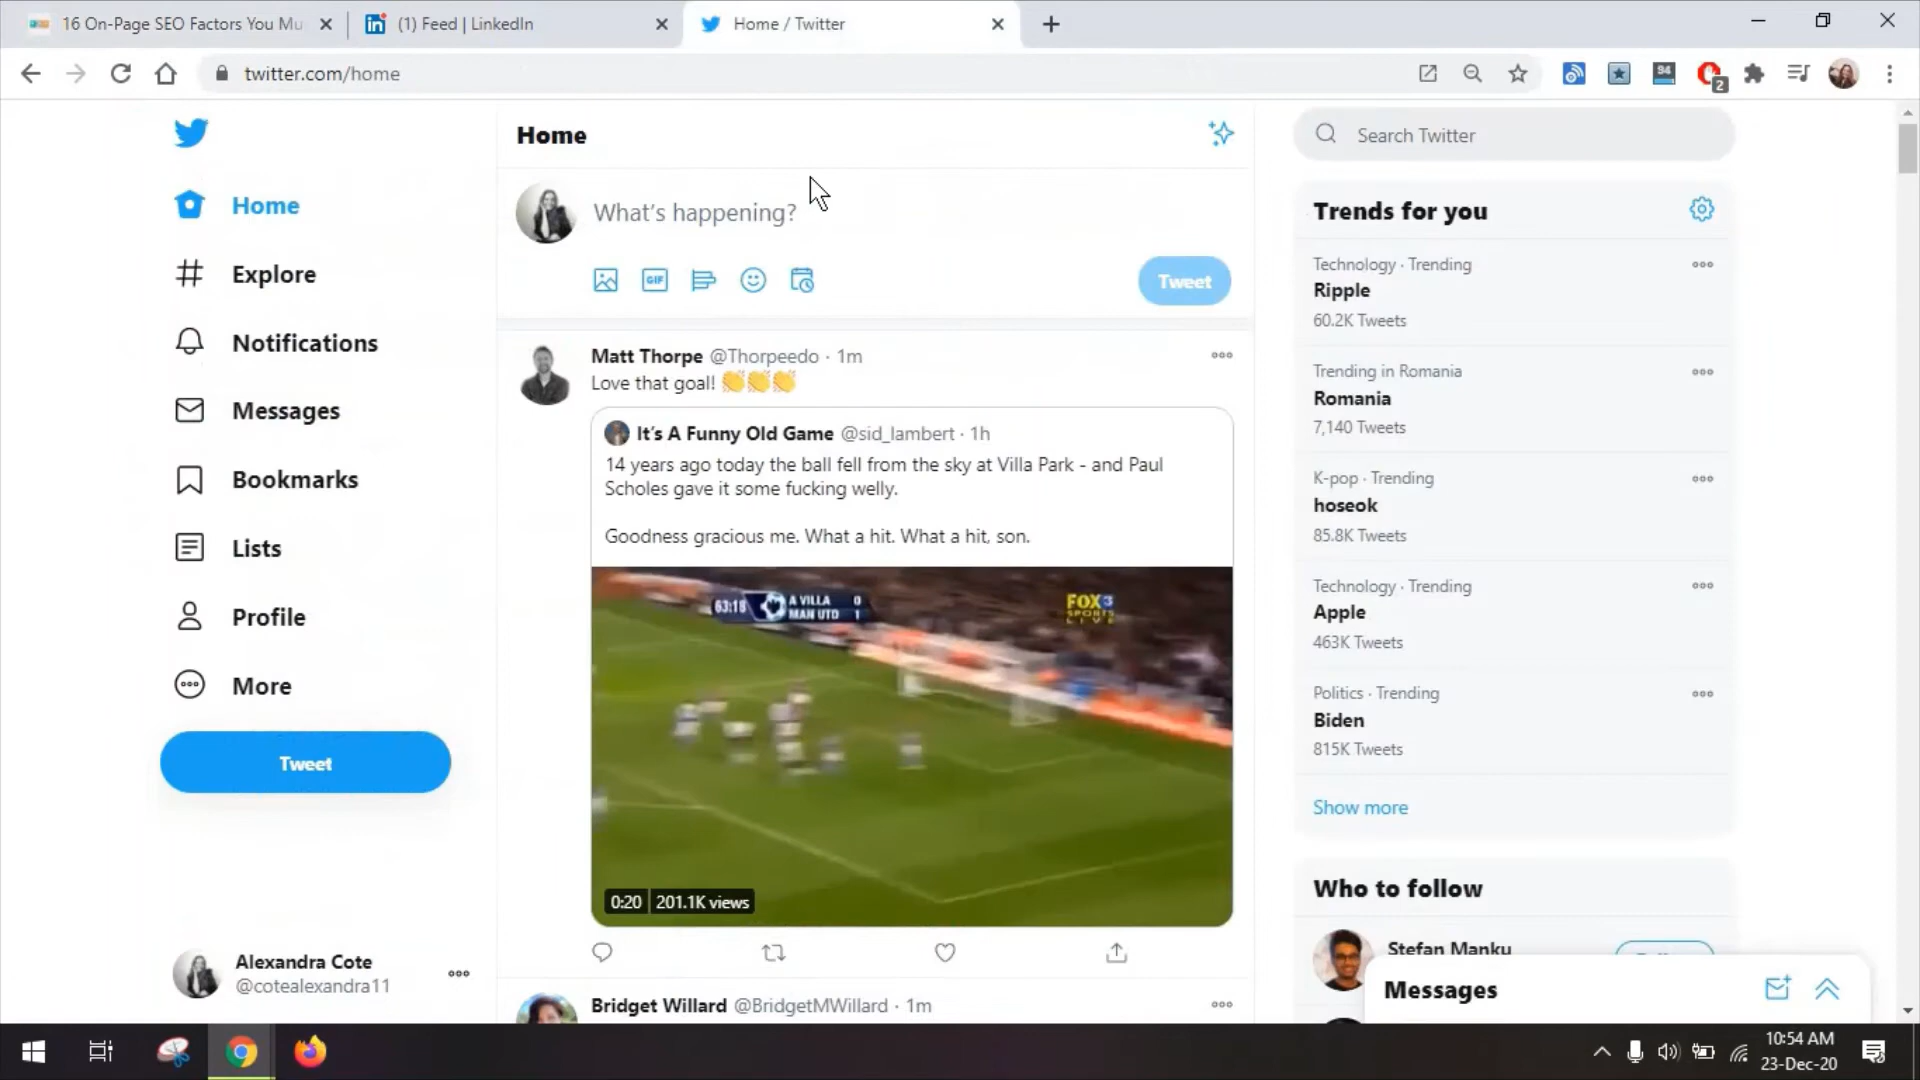 16 On-Page SEO Factors You Mu
(1) Feed | LinkedIn
Home / Twitter
twitter.com/home
94
2
Home
Explore
Notifications
Messages
Bookmarks
Lists
Profile
More
Tweet
Alexandra Cote
@cotealexandra11
Home
What's happening?
GIF
Tweet
Matt Thorpe @Thorpeedo · 1m
Love that goal! 👏👏👏
It's A Funny Old Game @sid_lambert · 1h
14 years ago today the ball fell from the sky at Villa Park - and Paul
Scholes gave it some fucking welly.
Goodness gracious me. What a hit. What a hit, son.
63:18
A VILLA 0
MAN UTD 1
FOX
SPORTS
LIVE
0:20
201.1K views
Bridget Willard @BridgetMWillard · 1m
Search Twitter
Trends for you
Technology · Trending
Ripple
60.2K Tweets
Trending in Romania
Romania
7,140 Tweets
K-pop · Trending
hoseok
85.8K Tweets
Technology · Trending
Apple
463K Tweets
Politics · Trending
Biden
815K Tweets
Show more
Who to follow
Stefan Manku
Messages
10:54 AM
23-Dec-20